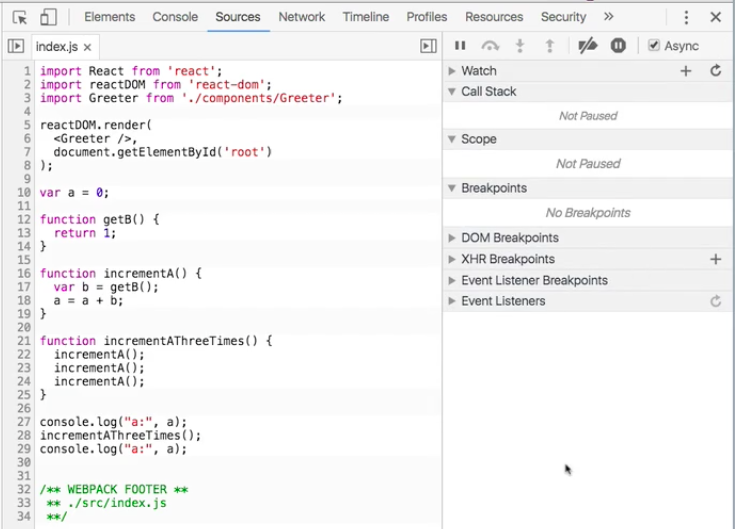 Elements Console Sources Network Timeline Profiles Resources Security »
index.js ×
Async
1 import React from 'react';
2 import reactDOM from 'react-dom';
3 import Greeter from './components/Greeter';
4
5 reactDOM.render(
6   <Greeter />,
7   document.getElementById('root')
8 );
9
10 var a = 0;
11
12 function getB() {
13   return 1;
14 }
15
16 function incrementA() {
17   var b = getB();
18   a = a + b;
19 }
20
21 function incrementAThreeTimes() {
22   incrementA();
23   incrementA();
24   incrementA();
25 }
26
27 console.log("a:", a);
28 incrementAThreeTimes();
29 console.log("a:", a);
30
31
32 /** WEBPACK FOOTER **
33  ** ./src/index.js
34  **/
Watch
Call Stack
Not Paused
Scope
Not Paused
Breakpoints
No Breakpoints
DOM Breakpoints
XHR Breakpoints
Event Listener Breakpoints
Event Listeners